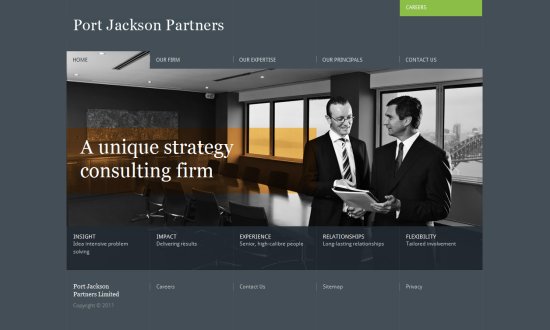 CAREERS
Port Jackson Partners
HOME
OUR FIRM
OUR EXPERTISE
OUR PRINCIPALS
CONTACT US
A unique strategy
consulting firm
INSIGHT
Idea intensive problem
solving
IMPACT
Delivering results
EXPERIENCE
Senior, high-calibre people
RELATIONSHIPS
Long-lasting relationships
FLEXIBILITY
Tailored involvement
Port Jackson
Partners Limited
Copyright © 2011
Careers
Contact Us
Sitemap
Privacy